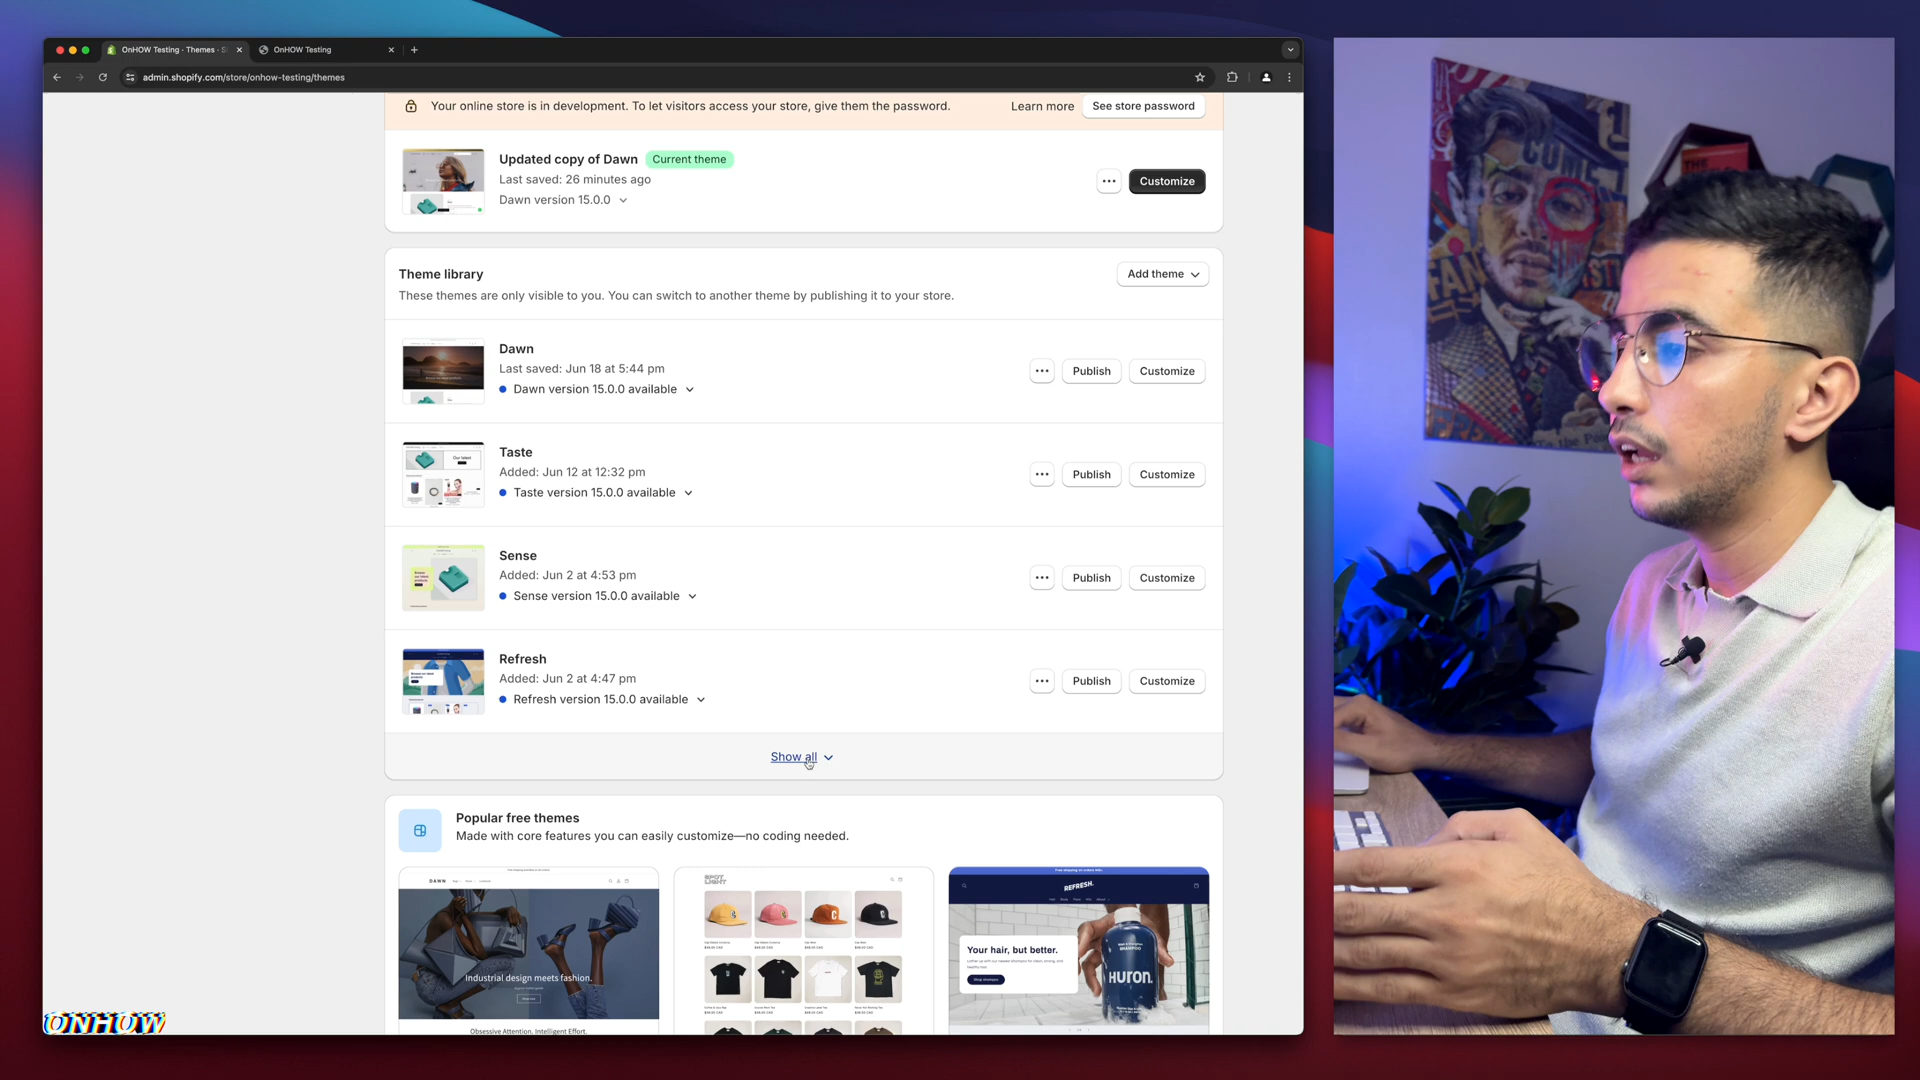 OnHOW Testing · Themes · S
OnHOW Testing
admin.shopify.com/store/onhow-testing/themes
Your online store is in development. To let visitors access your store, give them the password.
Learn more
See store password
Updated copy of Dawn
Current theme
Last saved: 26 minutes ago
Dawn version 15.0.0
Customize
Theme library
Add theme
These themes are only visible to you. You can switch to another theme by publishing it to your store.
Dawn
Last saved: Jun 18 at 5:44 pm
Dawn version 15.0.0 available
Publish
Customize
Taste
Added: Jun 12 at 12:32 pm
Taste version 15.0.0 available
Publish
Customize
Sense
Added: Jun 2 at 4:53 pm
Sense version 15.0.0 available
Publish
Customize
Refresh
Added: Jun 2 at 4:47 pm
Refresh version 15.0.0 available
Publish
Customize
Show all
Popular free themes
Made with core features you can easily customize—no coding needed.
DAWN
Industrial design meets fashion.
Obsessive Attention. Intelligent Effort.
SPOT
LIGHT
REFRESH.
Your hair, but better.
Shop shampoo
HURON.
ONHOW